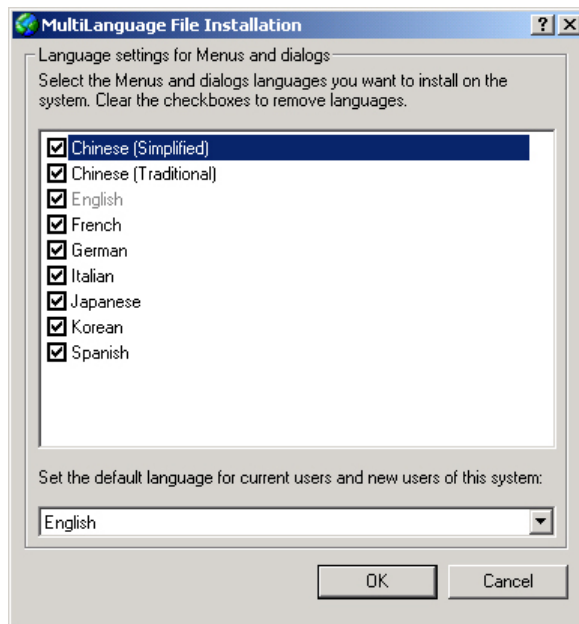 MultiLanguage File Installation
Language settings for Menus and dialogs
Select the Menus and dialogs languages you want to install on the
system. Clear the checkboxes to remove languages.
Chinese (Simplified)
Chinese (Traditional)
English
French
German
Italian
Japanese
Korean
Spanish
Set the default language for current users and new users of this system:
English
OK
Cancel